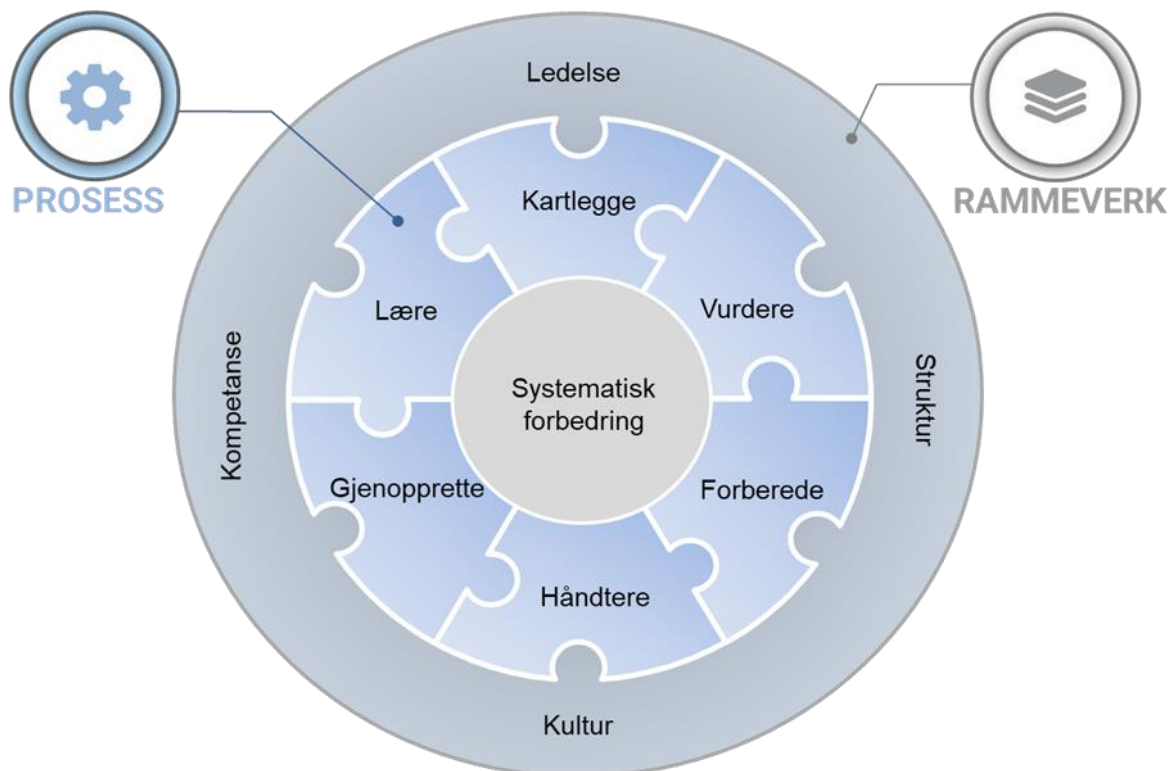 Ledelse
PROSESS
RAMMEVERK
Kartlegge
Lære
Vurdere
Kompetanse
Systematisk
forbedring
Struktur
Gjenopprette
Forberede
Håndtere
Kultur